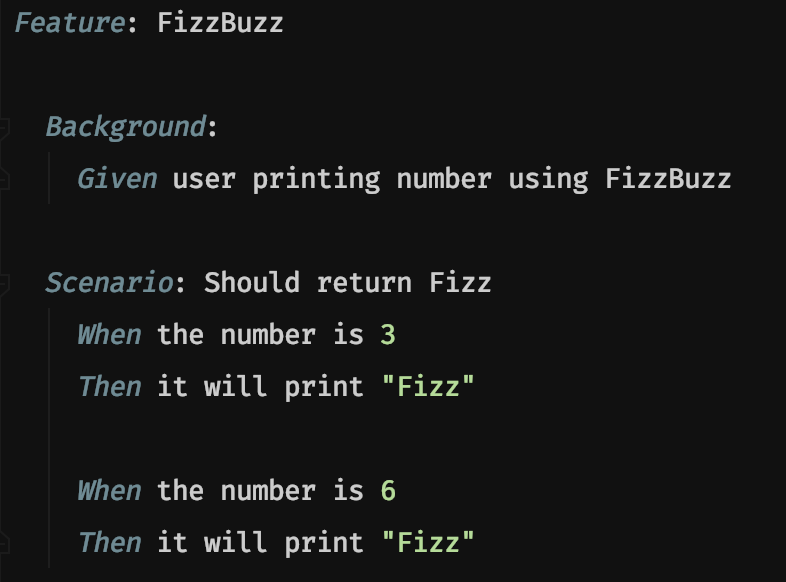 Feature: FizzBuzz
Background:
Given user printing number using FizzBuzz
Scenario: Should return Fizz
When the number is 3
Then it will print "Fizz"
When the number is 6
Then it will print "Fizz"